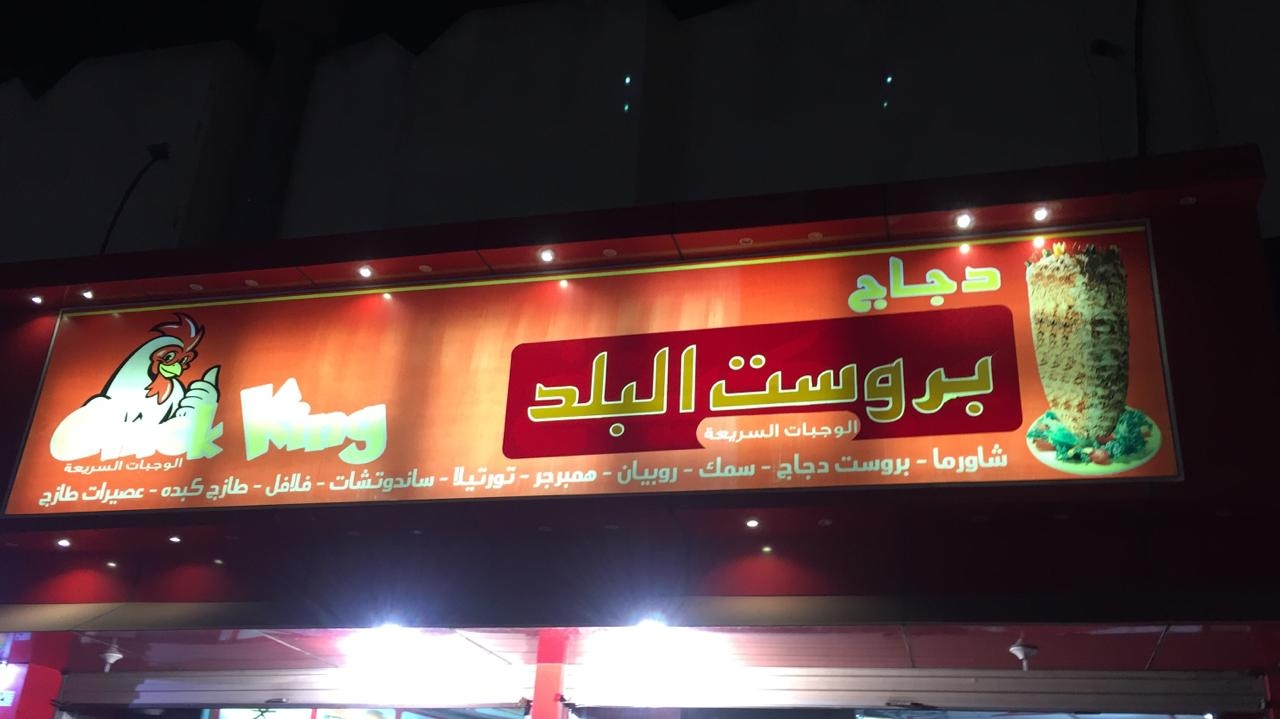 دجاج
بروست البلد
الوجبات السريعة
Chick King
الوجبات السريعة
شاورما - بروست دجاج - سمك - روبيان - همبرجر - تورتيلا - ساندوتشات - فلافل - طازج كبده - عصيرات طازج